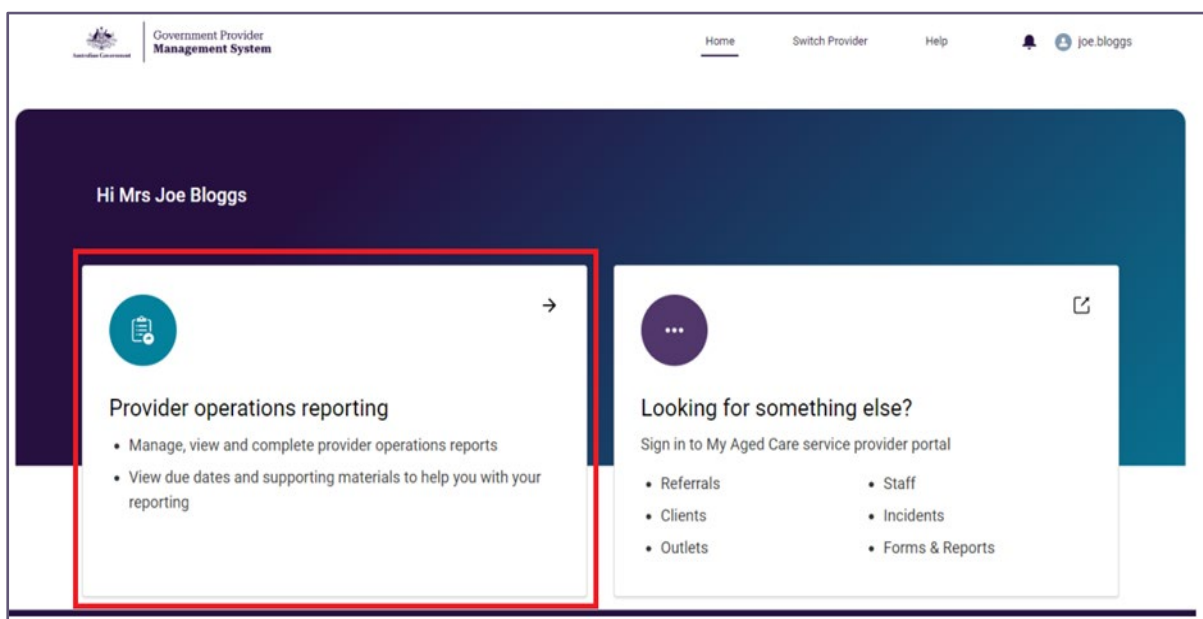 Australian Government
Government Provider
Management System
Home
Switch Provider
Help
joe.bloggs
Hi Mrs Joe Bloggs
Provider operations reporting
• Manage, view and complete provider operations reports
• View due dates and supporting materials to help you with your
reporting
Looking for something else?
Sign in to My Aged Care service provider portal
• Referrals
• Clients
• Outlets
• Staff
• Incidents
• Forms & Reports